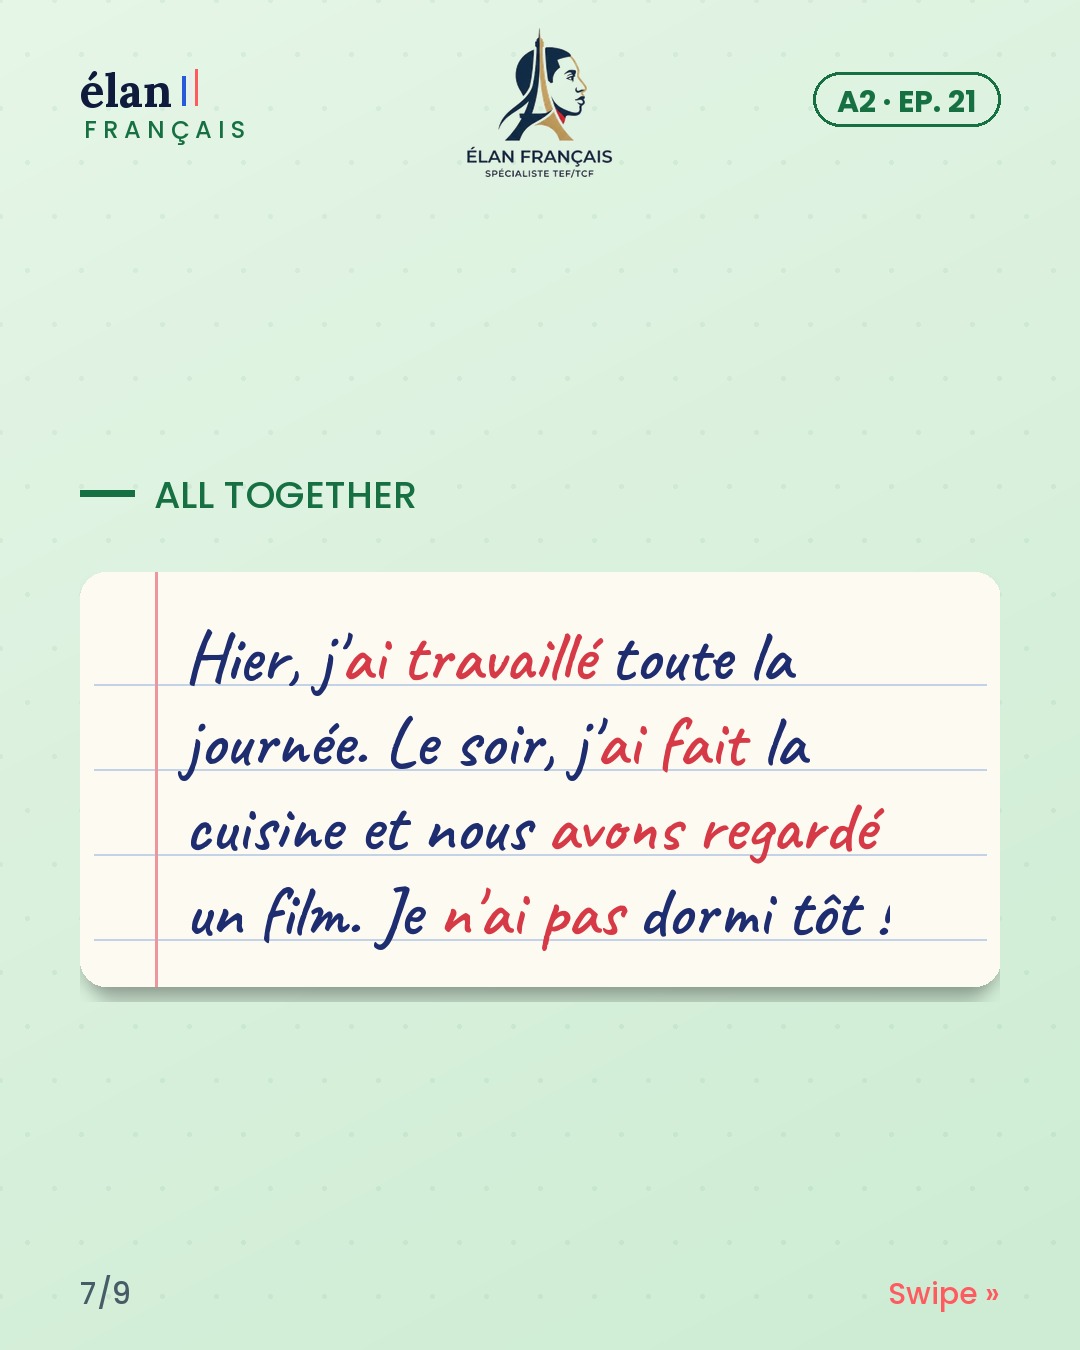 élan
FRANÇAIS
ÉLAN FRANÇAIS
SPÉCIALISTE TEF/TCF
A2 · EP. 21
ALL TOGETHER
Hier, j'ai travaillé toute la
journée. Le soir, j'ai fait la
cuisine et nous avons regardé
un film. Je n'ai pas dormi tôt !
7/9
Swipe »